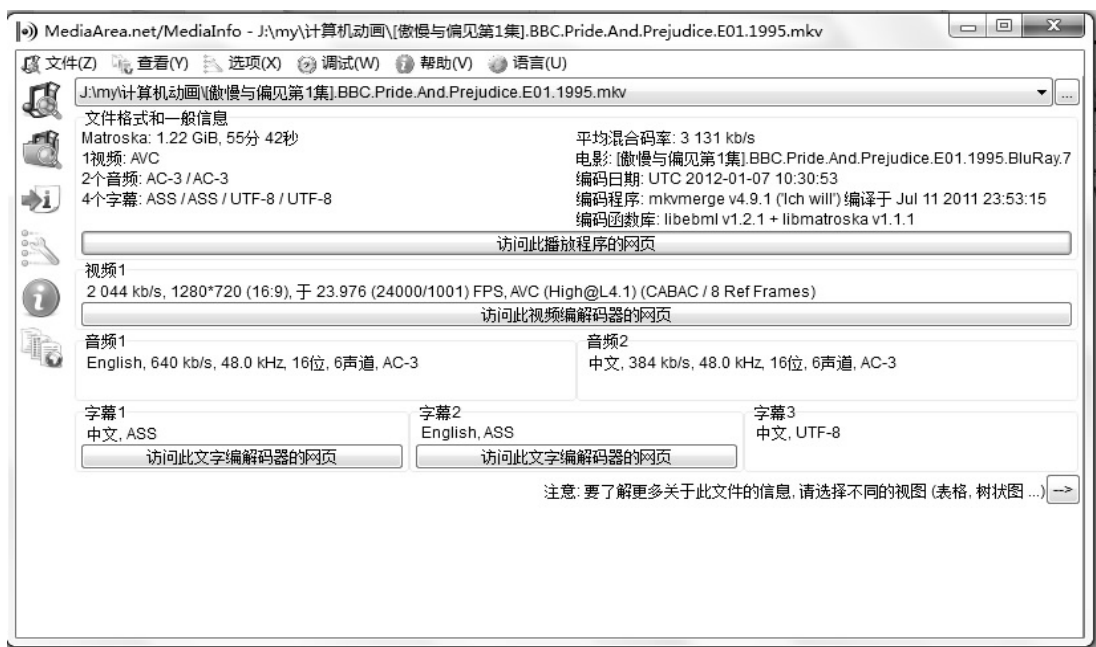 MediaArea.net/MediaInfo - J:\my\计算机动画\[傲慢与偏见第1集].BBC.Pride.And.Prejudice.E01.1995.mkv
文件(Z) 查看(Y) 选项(X) 调试(W) 帮助(V) 语言(U)
J:\my\计算机动画\[傲慢与偏见第1集].BBC.Pride.And.Prejudice.E01.1995.mkv ...
文件格式和一般信息
Matroska: 1.22 GiB, 55分 42秒
1视频: AVC
2个音频: AC-3 / AC-3
4个字幕: ASS / ASS / UTF-8 / UTF-8
平均混合码率: 3 131 kb/s
电影: [傲慢与偏见第1集].BBC.Pride.And.Prejudice.E01.1995.BluRay.7
编码日期: UTC 2012-01-07 10:30:53
编码程序: mkvmerge v4.9.1 ('Ich will') 编译于 Jul 11 2011 23:53:15
编码函数库: libebml v1.2.1 + libmatroska v1.1.1
访问此播放程序的网页
视频1
2 044 kb/s, 1280*720 (16:9), 于 23.976 (24000/1001) FPS, AVC (High@L4.1) (CABAC / 8 Ref Frames)
访问此视频编解码器的网页
音频1
English, 640 kb/s, 48.0 kHz, 16位, 6声道, AC-3
音频2
中文, 384 kb/s, 48.0 kHz, 16位, 6声道, AC-3
字幕1
中文, ASS
访问此文字编解码器的网页
字幕2
English, ASS
访问此文字编解码器的网页
字幕3
中文, UTF-8
注意: 要了解更多关于此文件的信息, 请选择不同的视图 (表格, 树状图 ...) -->